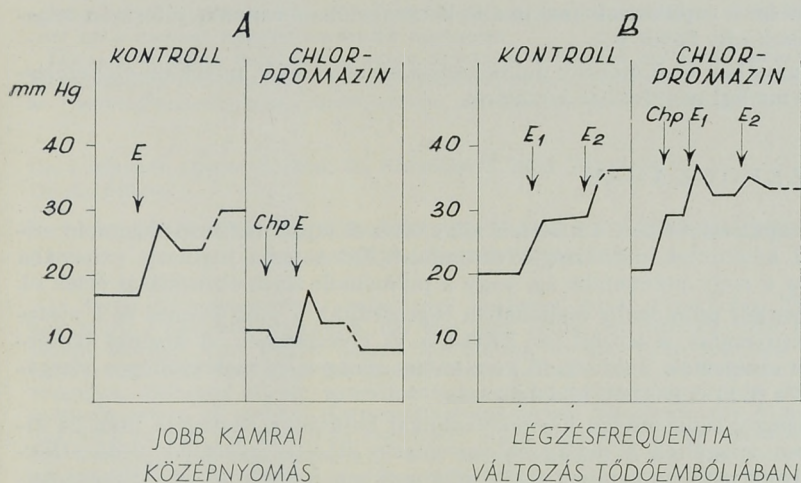 A
KONTROLL
CHLOR-
PROMAZIN
mm Hg
40
30
20
10
E
Chp E
JOBB KAMRAI
KÖZÉPNYOMÁS
B
KONTROLL
CHLOR-
PROMAZIN
40
30
20
10
E1
E2
Chp E1
E2
LÉGZÉSFREQUENTIA
VÁLTOZÁS TŐDŐEMBÓLIÁBAN